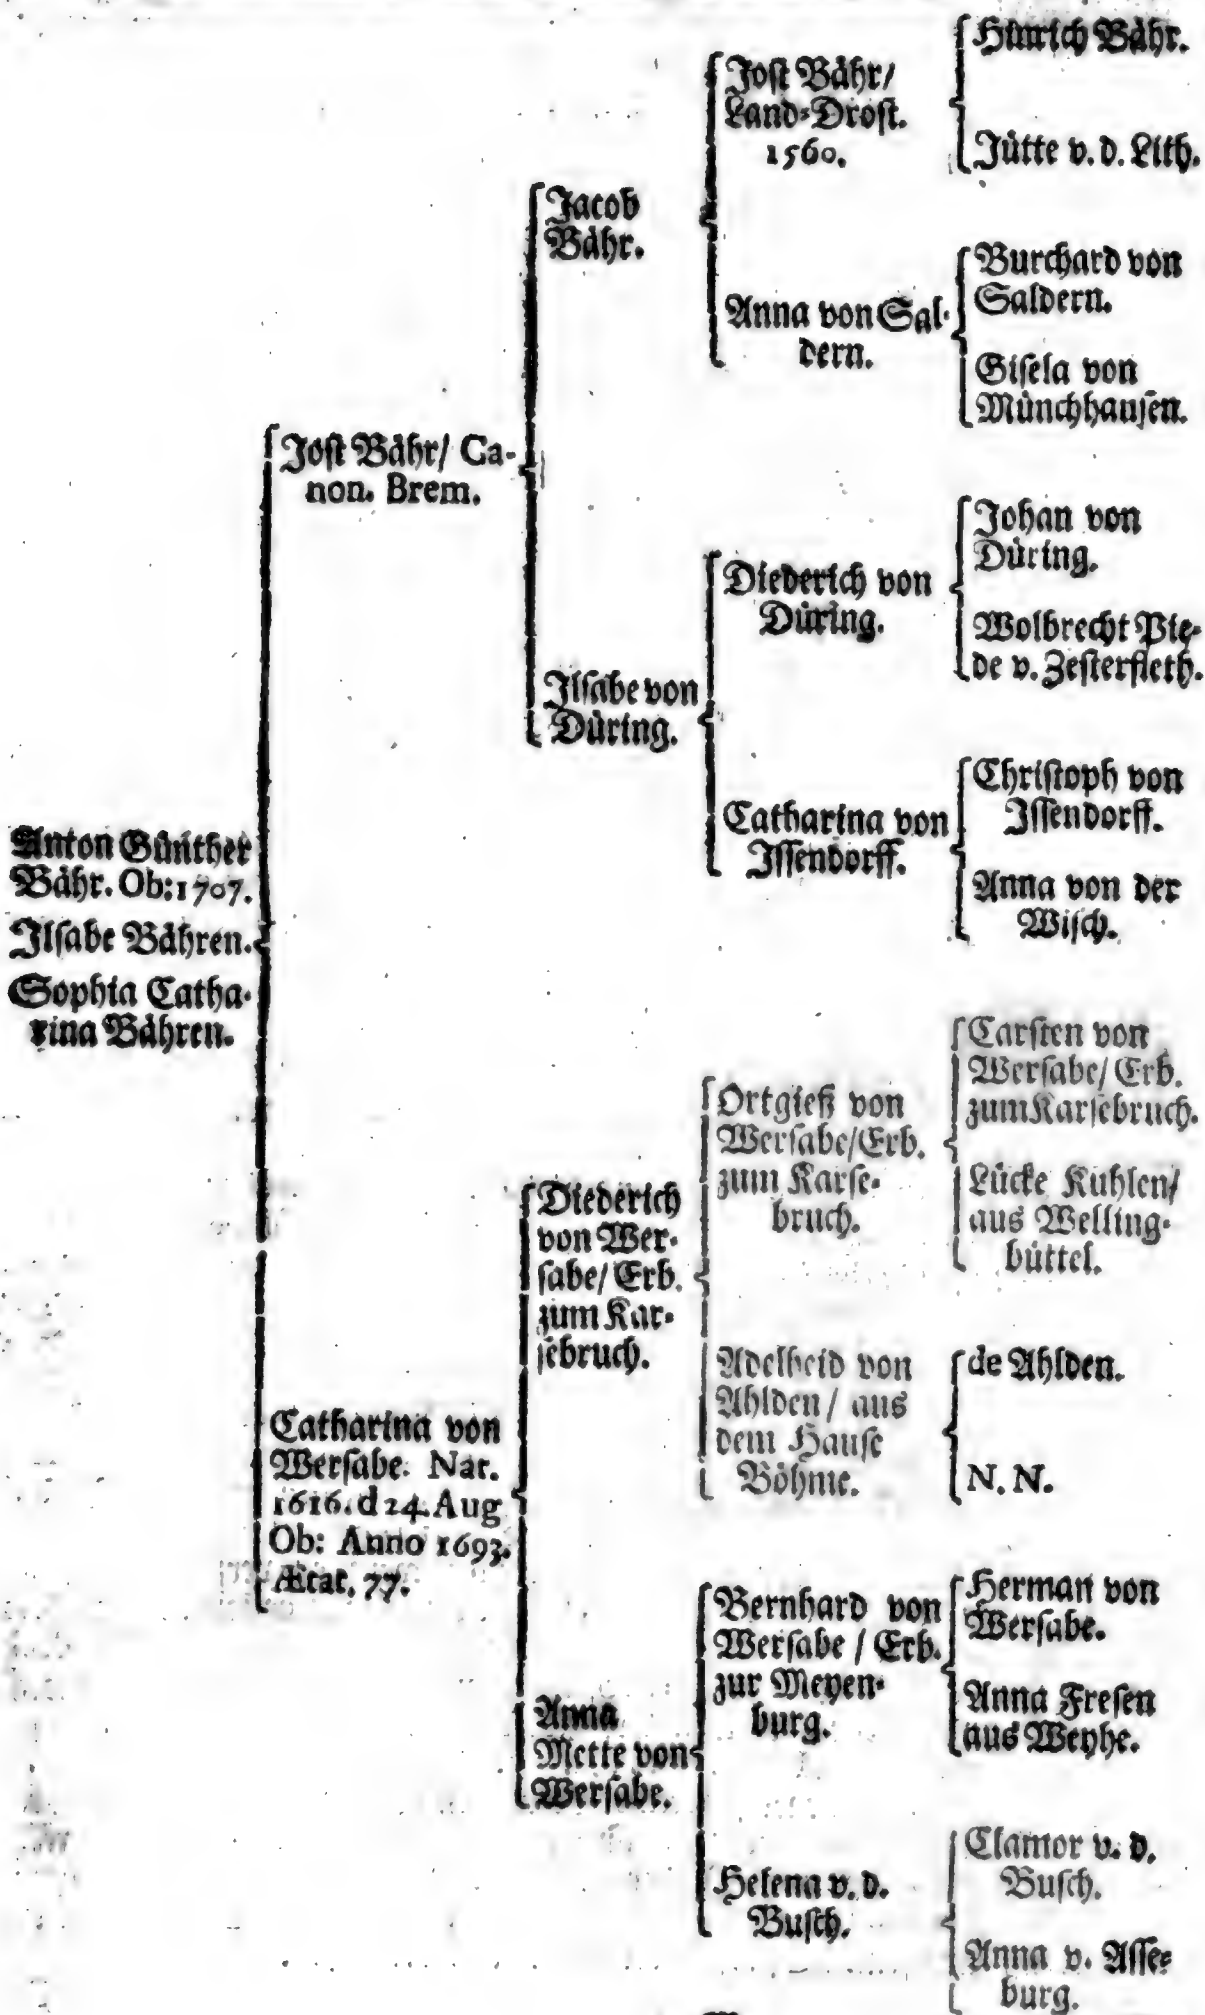 Anton Günther
Bähr. Ob: 1707.
Ilsabe Bähren.
Sophia Catha-
rina Bähren.
Jost Bähr/ Ca-
non. Brem.
Catharina von
Wersabe. Nat.
1616. d 24. Aug
Ob: Anno 1693.
Ætat. 77.
Jacob
Bähr.
Ilsabe von
Düring.
Diederich
von Wer-
sabe/ Erb.
zum Kar-
sebruch.
Anna
Mette von
Wersabe.
Jost Bähr/
Land-Drost.
1560.
Anna von Sal-
dern.
Diederich von
Düring.
Catharina von
Issendorff.
Ortgieß von
Wersabe/Erb.
zum Karse-
bruch.
Adelheid von
Ahlden / aus
dem Hause
Böhme.
Bernhard von
Wersabe / Erb.
zur Meyen-
burg.
Helena v. d.
Busch.
Hinrich Bähr.
Jütte v. d. Lith.
Burchard von
Saldern.
Gisela von
Münchhausen.
Johan von
Düring.
Wolbrecht Pie-
de v. Zesterfleth.
Christoph von
Issendorff.
Anna von der
Wisch.
Carsten von
Wersabe/ Erb.
zum Karsebruch.
Lücke Kuhlen/
aus Welling-
büttel.
de Ahlden.
N. N.
Herman von
Wersabe.
Anna Fresen
aus Weyhe.
Clamor v. d.
Busch.
Anna v. Asse-
burg.